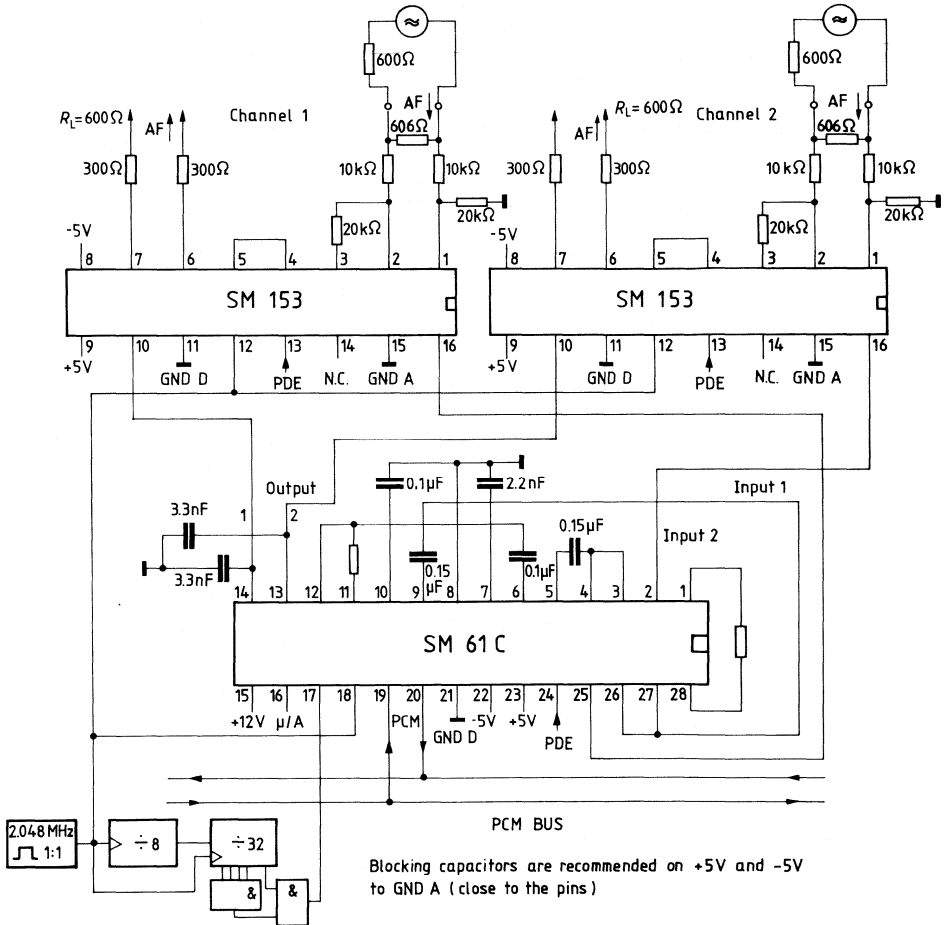 600Ω
600Ω
AF
AF
R_L = 600Ω
AF
Channel 1
606Ω
AF
R_L = 600Ω
Channel 2
606Ω
300Ω
300Ω
10kΩ
10kΩ
300Ω
300Ω
10kΩ
10kΩ
20kΩ
20kΩ
20kΩ
20kΩ
-5V
-5V
8 7 6 5 4 3 2 1
8 7 6 5 4 3 2 1
SM 153
SM 153
9 10 11 12 13 14 15 16
9 10 11 12 13 14 15 16
+5V
GND D
PDE
N.C.
GND A
+5V
GND D
PDE
N.C.
GND A
Output
0.1μF
2.2nF
Input 1
3.3nF
1
2
0.15μF
Input 2
3.3nF
0.15
μF
0.1μF
14 13 12 11 10 9 8 7 6 5 4 3 2 1
SM 61 C
15 16 17 18 19 20 21 22 23 24 25 26 27 28
+12V
μ/A
PCM
GND D
-5V
+5V
PDE
PCM BUS
2.048 MHz
1:1
÷8
÷32
&
&
Blocking capacitors are recommended on +5V and -5V
to GND A (close to the pins)